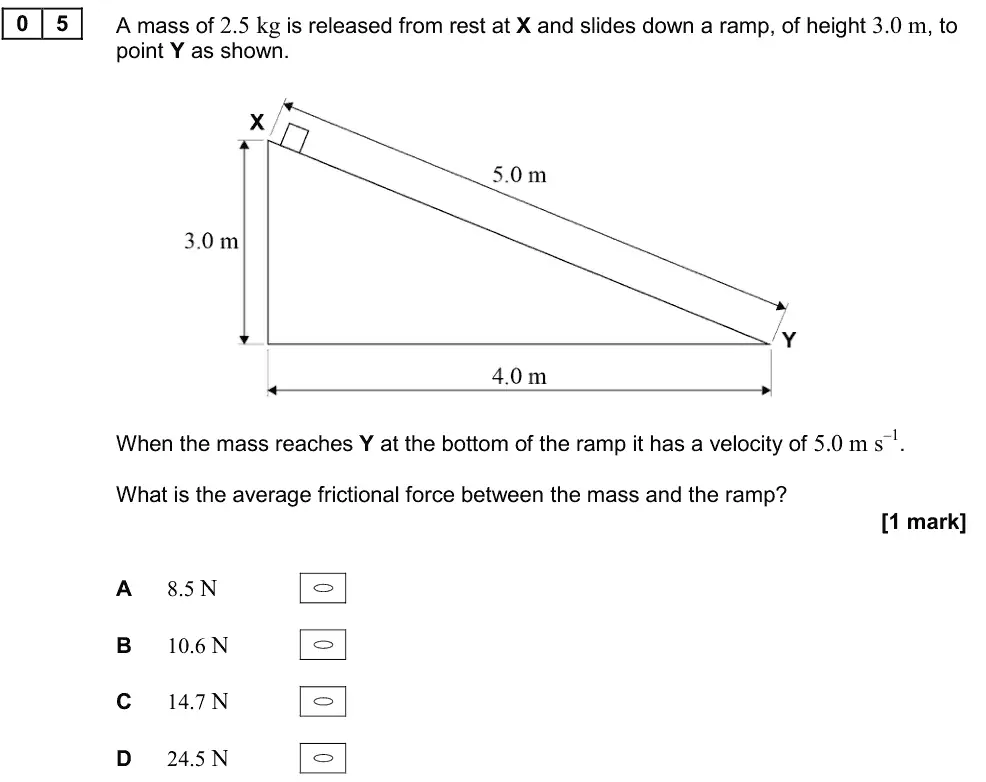 0 5 A mass of 2.5 kg is released from rest at X and slides down a ramp, of height 3.0 m, to
point Y as shown.
X
5.0 m
3.0 m
Y
4.0 m
When the mass reaches Y at the bottom of the ramp it has a velocity of 5.0 m s⁻¹.
What is the average frictional force between the mass and the ramp?
[1 mark]
A 8.5 N
B 10.6 N
C 14.7 N
D 24.5 N